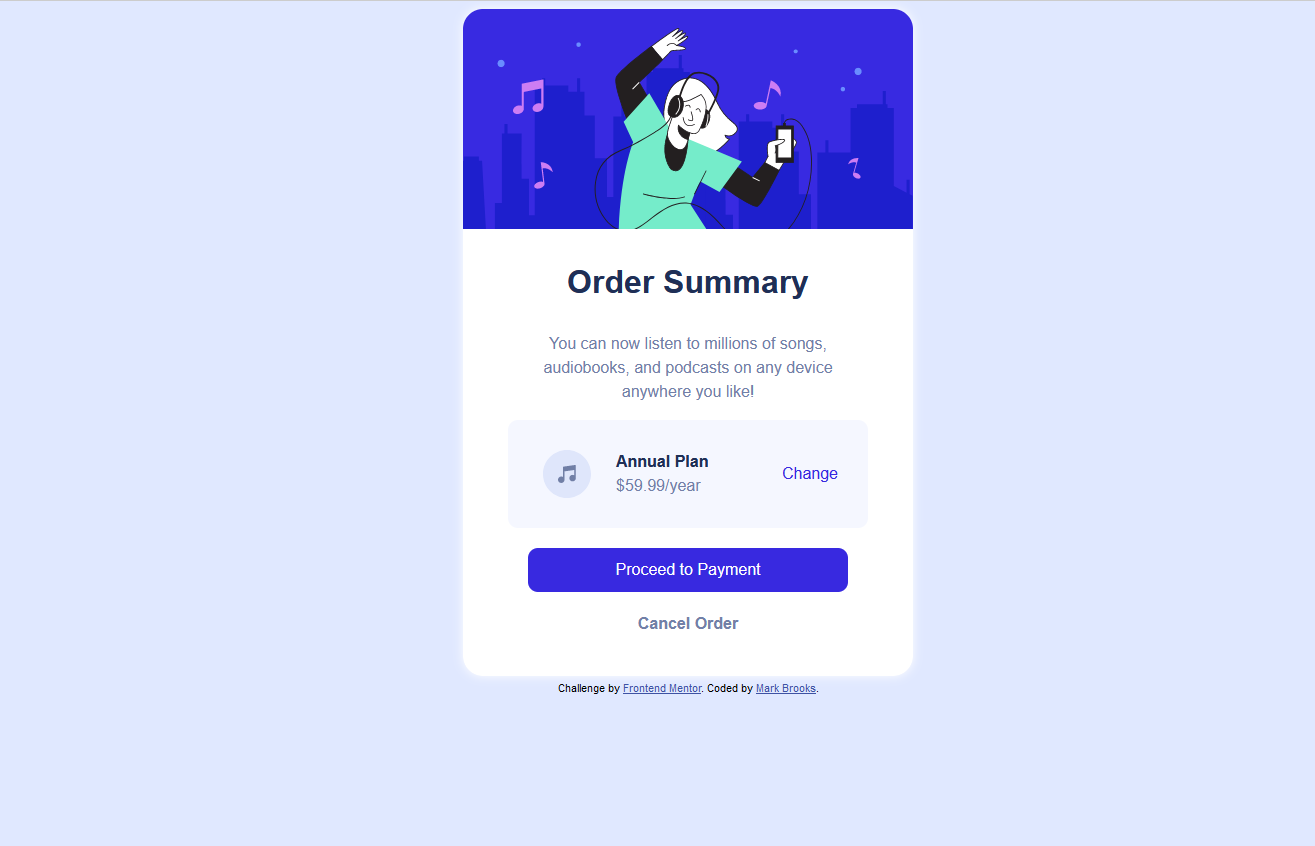 Order Summary
You can now listen to millions of songs,
audiobooks, and podcasts on any device
anywhere you like!
Annual Plan
$59.99/year
Change
Proceed to Payment
Cancel Order
Challenge by Frontend Mentor. Coded by Mark Brooks.